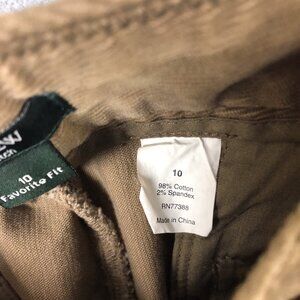 10
Favorite Fit
10
98% Cotton
2% Spandex
RN77388
Made in China